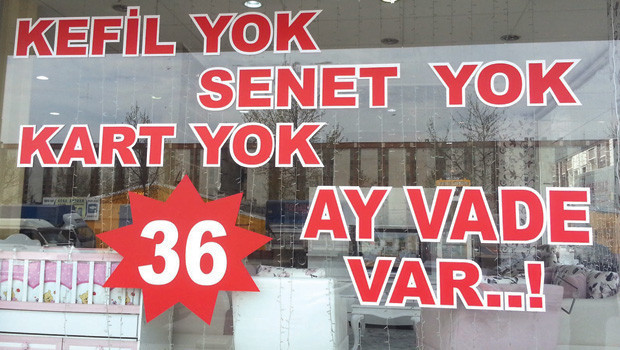 KEFİL YOK
SENET YOK
KART YOK
36 AY VADE
VAR..!